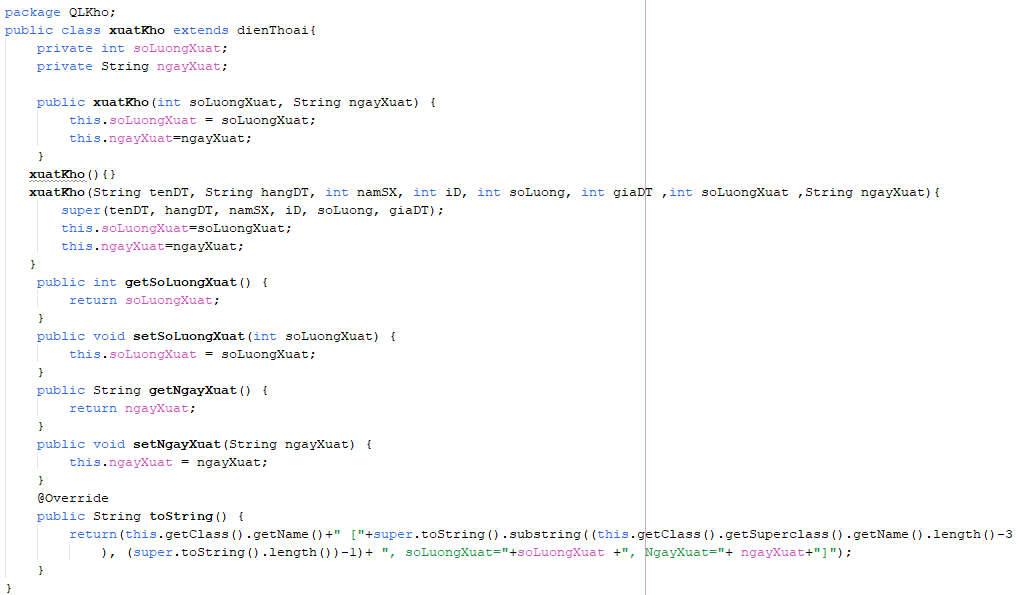 package QLKho;
public class xuatKho extends dienThoai{
    private int soLuongXuat;
    private String ngayXuat;

    public xuatKho(int soLuongXuat, String ngayXuat) {
        this.soLuongXuat = soLuongXuat;
        this.ngayXuat=ngayXuat;
    }
   xuatKho(){}
   xuatKho(String tenDT, String hangDT, int namSX, int iD, int soLuong, int giaDT ,int soLuongXuat ,String ngayXuat){
       super(tenDT, hangDT, namSX, iD, soLuong, giaDT);
       this.soLuongXuat=soLuongXuat;
       this.ngayXuat=ngayXuat;
   }
    public int getSoLuongXuat() {
        return soLuongXuat;
    }
    public void setSoLuongXuat(int soLuongXuat) {
        this.soLuongXuat = soLuongXuat;
    }
    public String getNgayXuat() {
        return ngayXuat;
    }
    public void setNgayXuat(String ngayXuat) {
        this.ngayXuat = ngayXuat;
    }
    @Override
    public String toString() {
        return(this.getClass().getName()+" ["+super.toString().substring((this.getClass().getSuperclass().getName().length()-3
            ), (super.toString().length())-1)+ ", soLuongXuat="+soLuongXuat +", NgayXuat="+ ngayXuat+"]");
    }
}